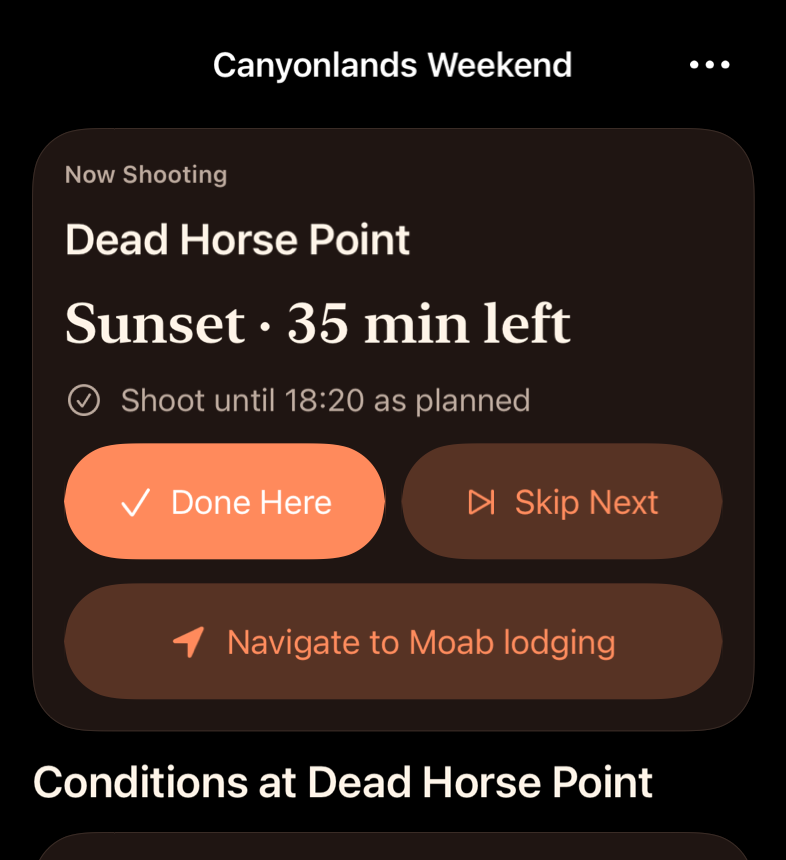 Canyonlands Weekend
Now Shooting
Dead Horse Point
Sunset · 35 min left
Shoot until 18:20 as planned
Done Here
Skip Next
Navigate to Moab lodging
Conditions at Dead Horse Point